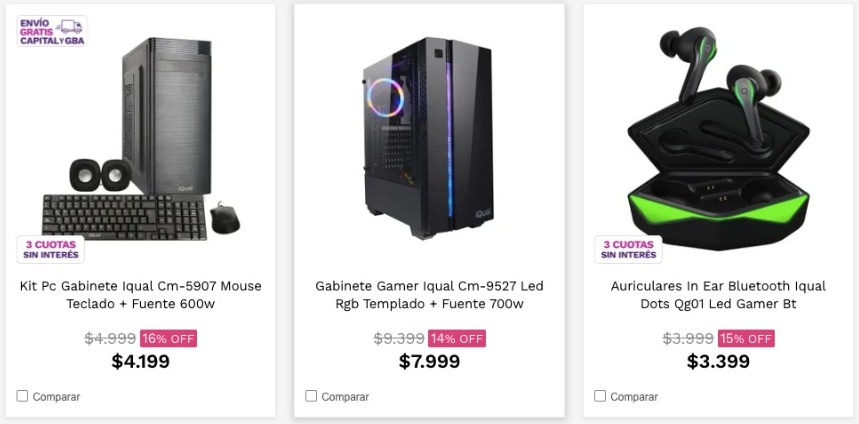 ENVÍO
GRATIS
CAPITAL Y GBA
iQual
3 CUOTAS
SIN INTERÉS
Kit Pc Gabinete Iqual Cm-5907 Mouse
Teclado + Fuente 600w
$4.999 16% OFF
$4.199
Comparar
iQual
Gabinete Gamer Iqual Cm-9527 Led
Rgb Templado + Fuente 700w
$9.399 14% OFF
$7.999
Comparar
3 CUOTAS
SIN INTERÉS
Auriculares In Ear Bluetooth Iqual
Dots Qg01 Led Gamer Bt
$3.999 15% OFF
$3.399
Comparar